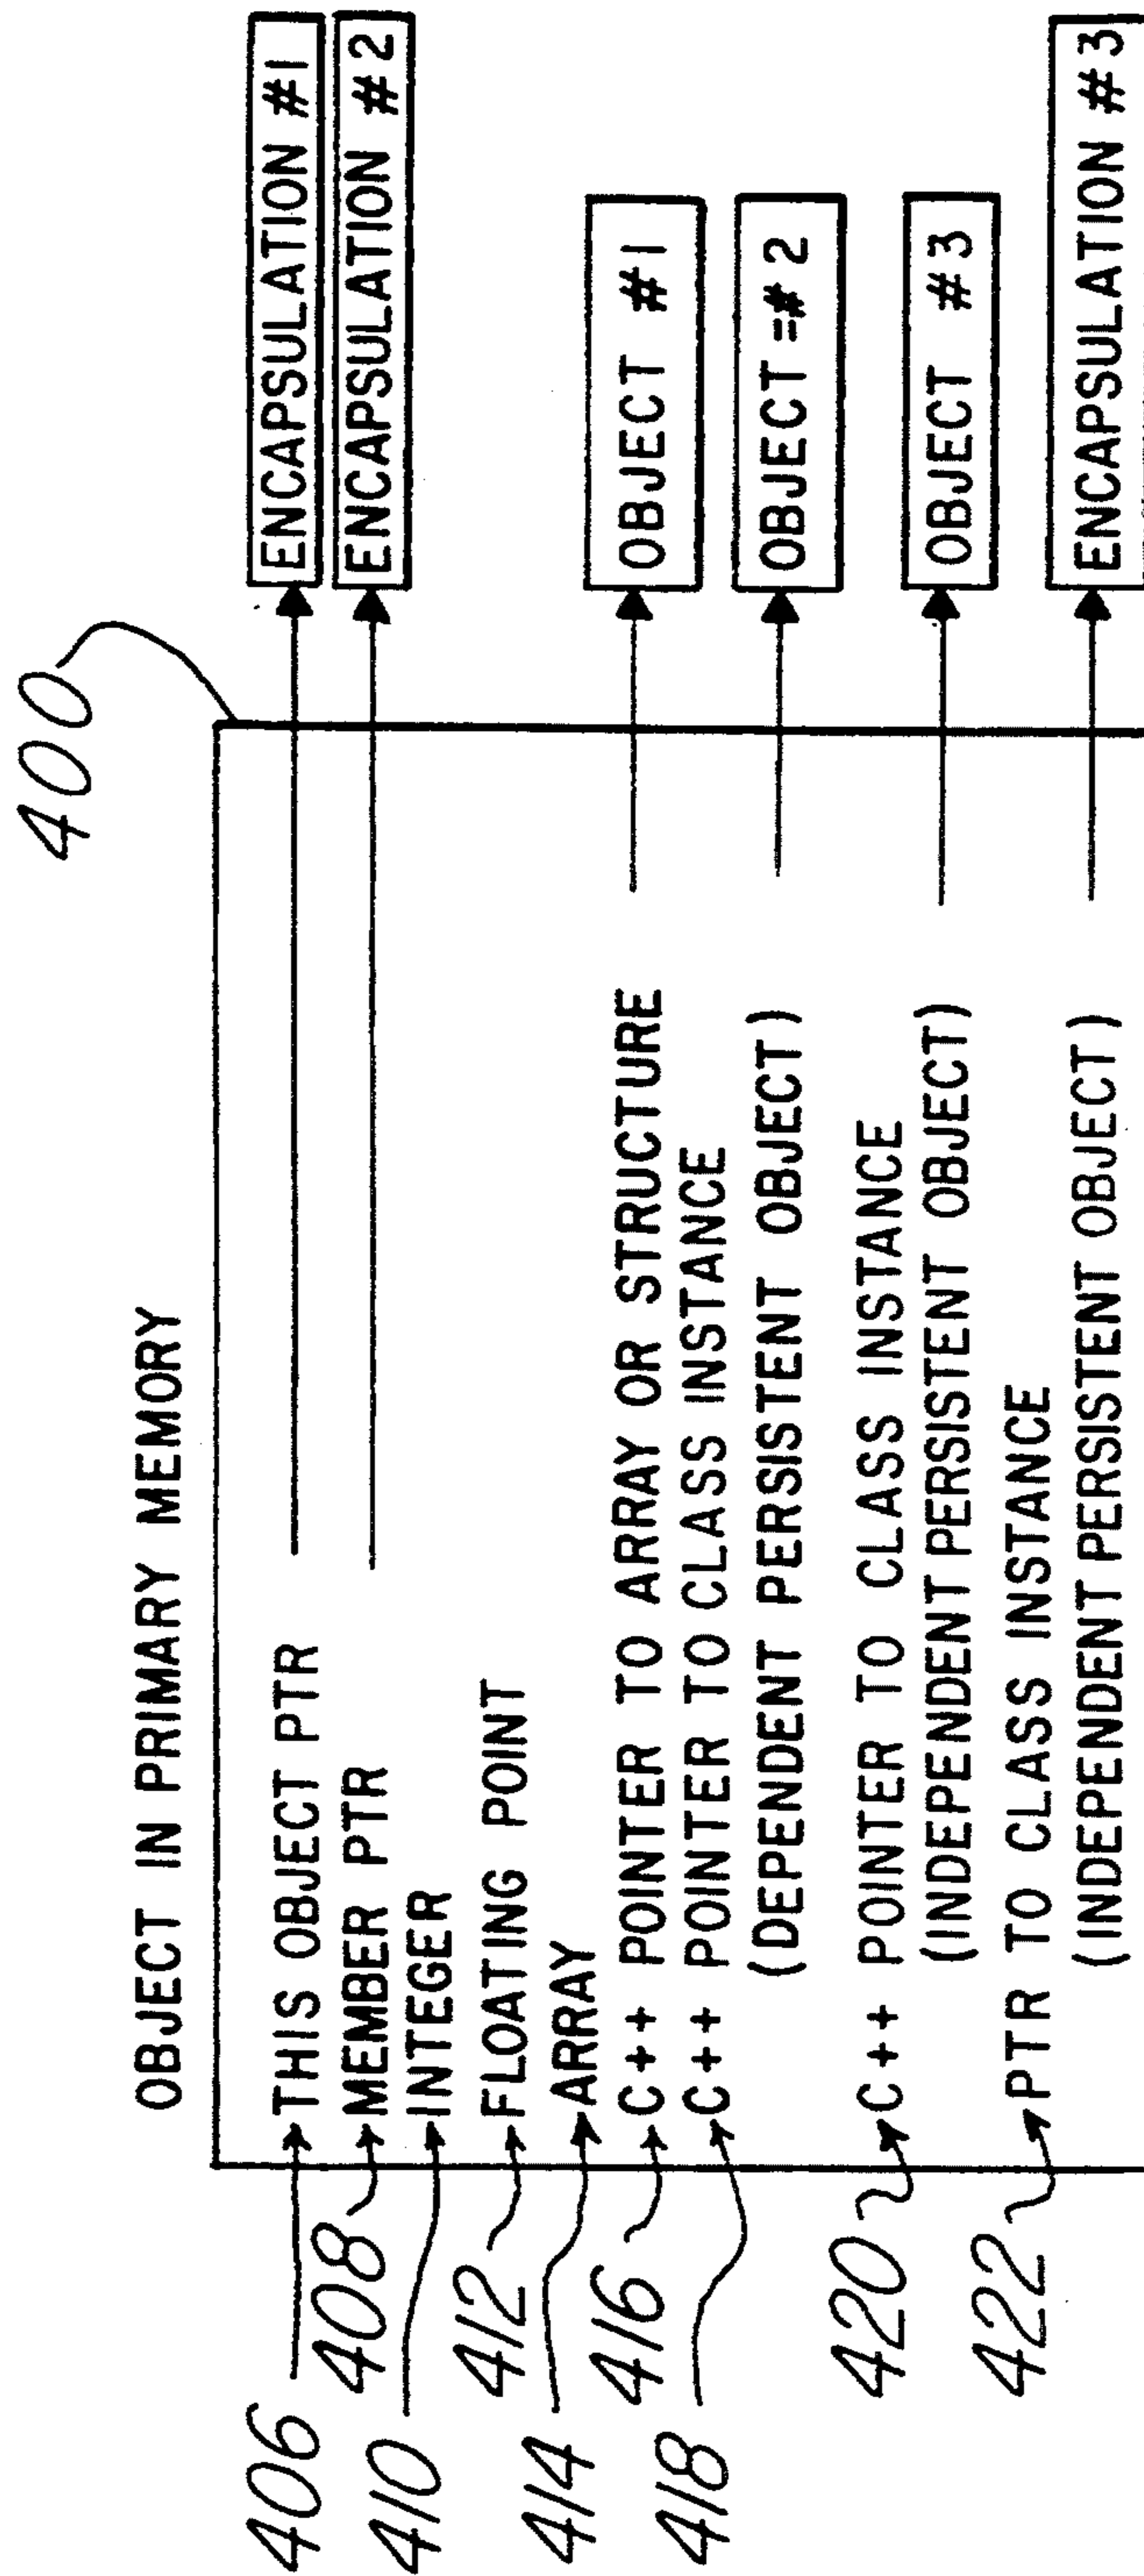 400
OBJECT IN PRIMARY MEMORY
406 THIS OBJECT PTR ENCAPSULATION #1
408 MEMBER PTR ENCAPSULATION #2
410 INTEGER
412 FLOATING POINT
414 ARRAY
416 C++ POINTER TO ARRAY OR STRUCTURE OBJECT #1
418 C++ POINTER TO CLASS INSTANCE
(DEPENDENT PERSISTENT OBJECT) OBJECT=#2
420 C++ POINTER TO CLASS INSTANCE
(INDEPENDENT PERSISTENT OBJECT) OBJECT #3
422 PTR TO CLASS INSTANCE
(INDEPENDENT PERSISTENT OBJECT) ENCAPSULATION #3